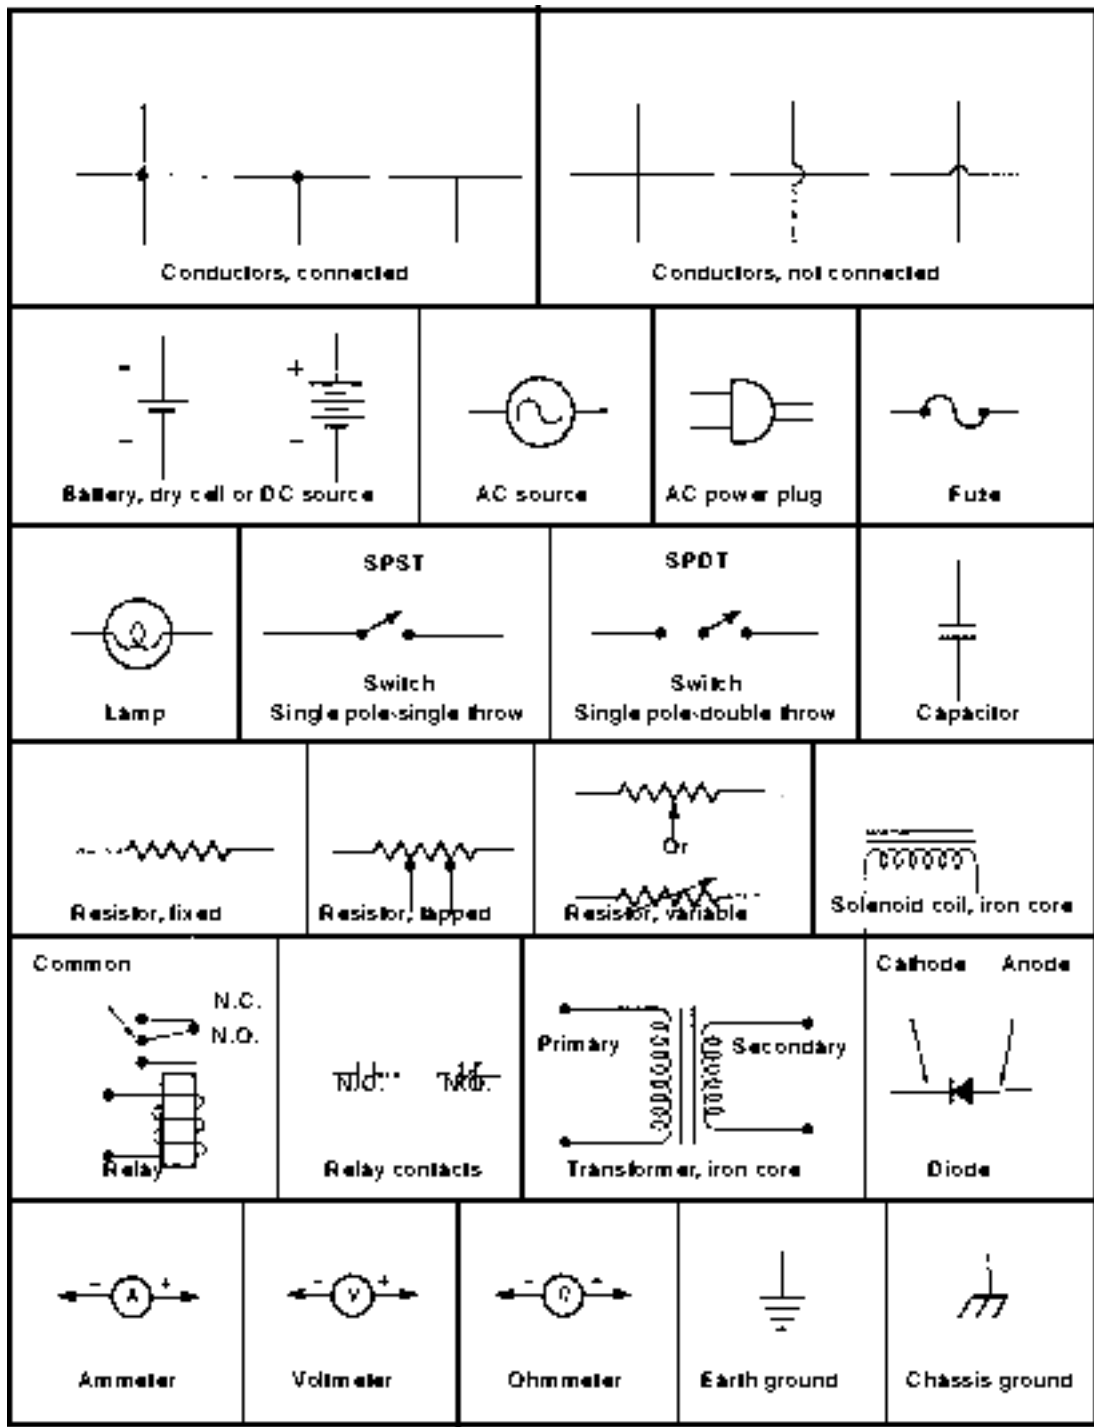 Conductors, connected
Conductors, not connected
-
-
+
-
Battery, dry cell or DC source
AC source
AC power plug
Fuze
Lamp
SPST
Switch
Single pole-single throw
SPDT
Switch
Single pole-double throw
Capacitor
Resistor, fixed
Resistor, tapped
Or
Resistor, variable
Solenoid coil, iron core
Common
N.C.
N.O.
Relay
N.C.
N.O.
Relay contacts
Primary
Secondary
Transformer, iron core
Cathode Anode
Diode
- A +
Ammeter
- V +
Voltmeter
-
Ohmmeter
Earth ground
Chassis ground